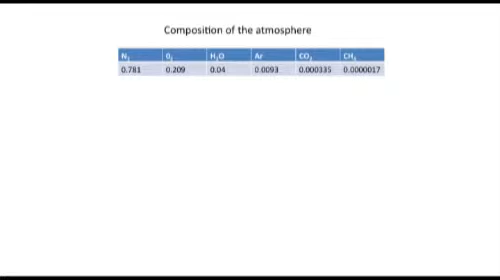 Composition of the atmosphere
N₂ O₂ H₂O Ar CO₂ CH₄
0.781 0.209 0.04 0.0093 0.000335 0.0000017